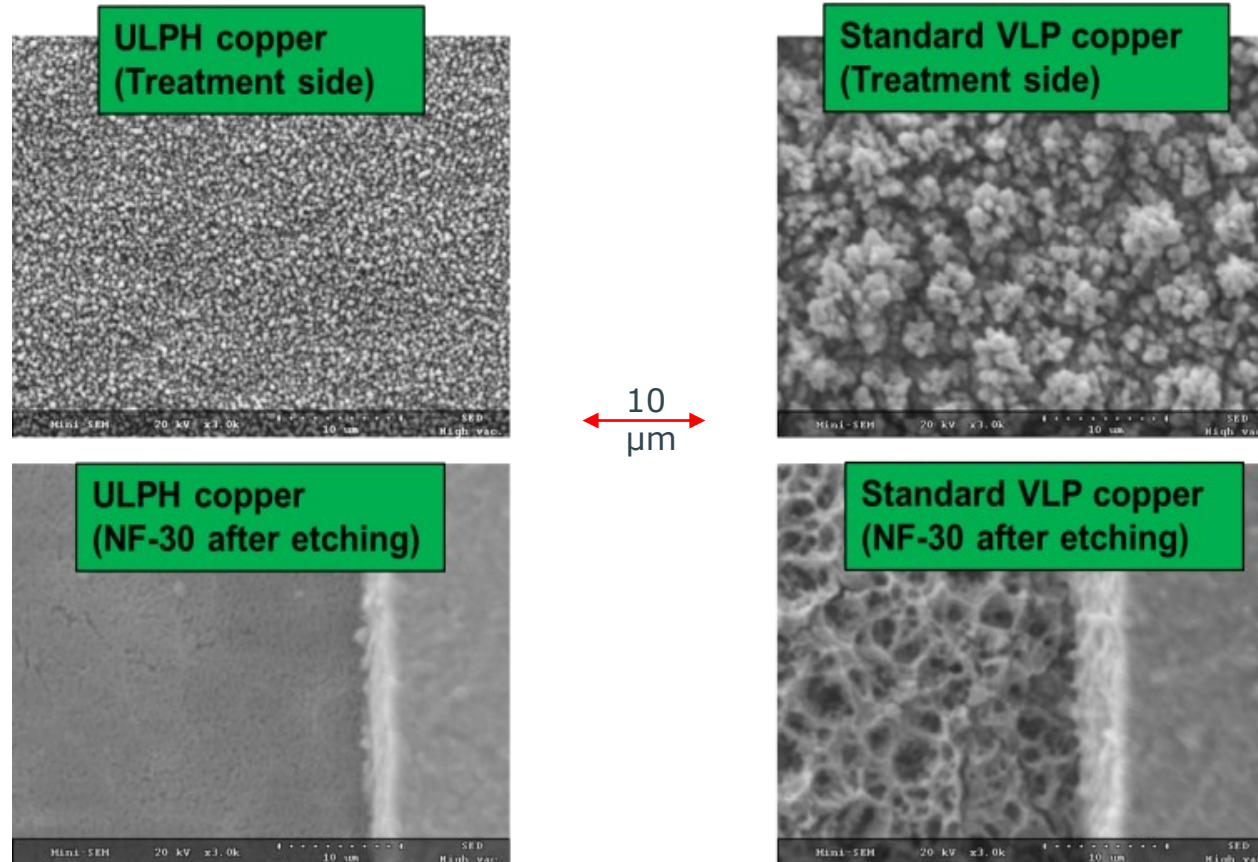 ULPH copper
(Treatment side)
Standard VLP copper
(Treatment side)
Mini-SEM 20 kV x3.0k 10 um SED
High vac.
Mini-SEM 20 kV x3.0k 10 um SED
High vac.
10
μm
ULPH copper
(NF-30 after etching)
Standard VLP copper
(NF-30 after etching)
Mini-SEM 20 kV x3.0k 10 um SED
High vac.
Mini-SEM 20 kV x3.0k 10 um SED
High vac.